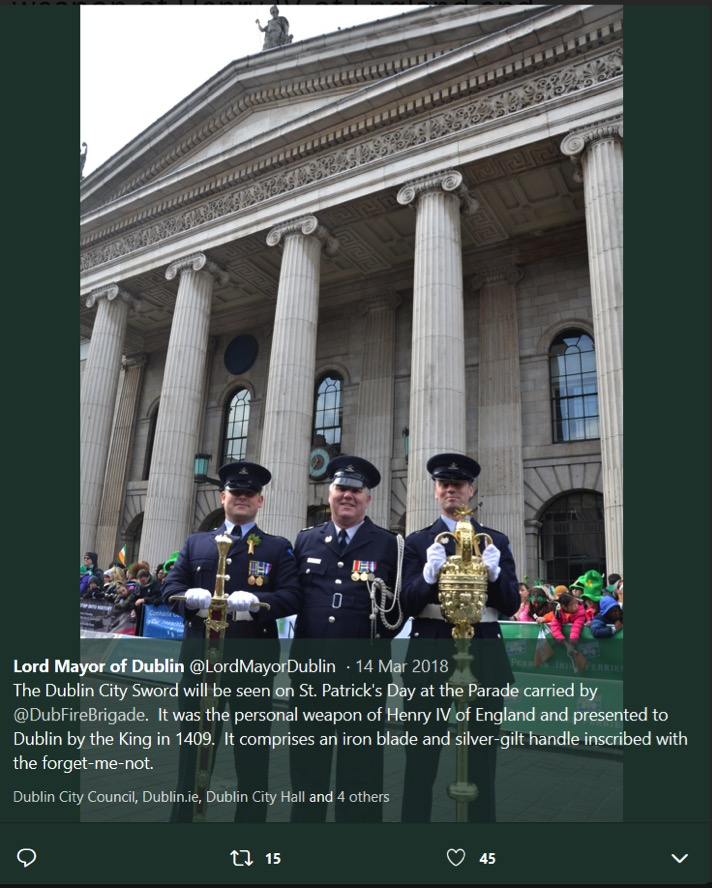 Lord Mayor of Dublin @LordMayorDublin · 14 Mar 2018
The Dublin City Sword will be seen on St. Patrick's Day at the Parade carried by
@DubFireBrigade.  It was the personal weapon of Henry IV of England and presented to
Dublin by the King in 1409.  It comprises an iron blade and silver-gilt handle inscribed with
the forget-me-not.
Dublin City Council, Dublin.ie, Dublin City Hall and 4 others
15
45